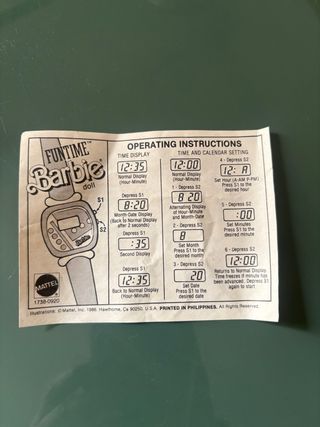 FUNTIME™
Barbie®
doll
S1
S2
MATTEL
1738-0920
OPERATING INSTRUCTIONS
TIME DISPLAY
12:35
Normal Display
(Hour-Minute)
Depress S1
8:20
Month-Date Display
(Back to Normal Display
after 2 seconds)
Depress S1
:35
Second Display
Depress S1
12:35
Back to Normal Display
(Hour-Minute)
TIME AND CALENDAR SETTING
12:00
Normal Display
(Hour-Minute)
1 - Depress S2
8 20
Alternating Display
of Hour-Minute
and Month-Date
2 - Depress S2
8
Set Month
Press S1 to the
desired month
3 - Depress S2
20
Set Date
Press S1 to the
desired date
4 - Depress S2
12: A
Set Hour (A-AM P-PM)
Press S1 to the
desired hour
5 - Depress S2
:00
Set Minutes
Press S1 to the
desired minute
6 - Depress S2
12:00
Returns to Normal Display.
Time freezes if minute has
been advanced. Depress S1
again to start
Illustrations: ©Mattel, Inc. 1986. Hawthorne, Ca 90250. U.S.A. PRINTED IN PHILIPPINES. All Rights Reserved.